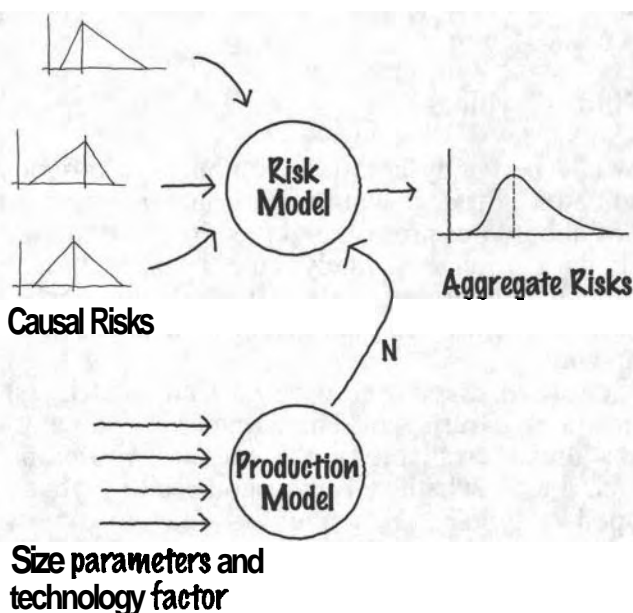 Risk
Model
Aggregate Risks
Causal Risks
N
Production
Model
Size parameters and
technology factor